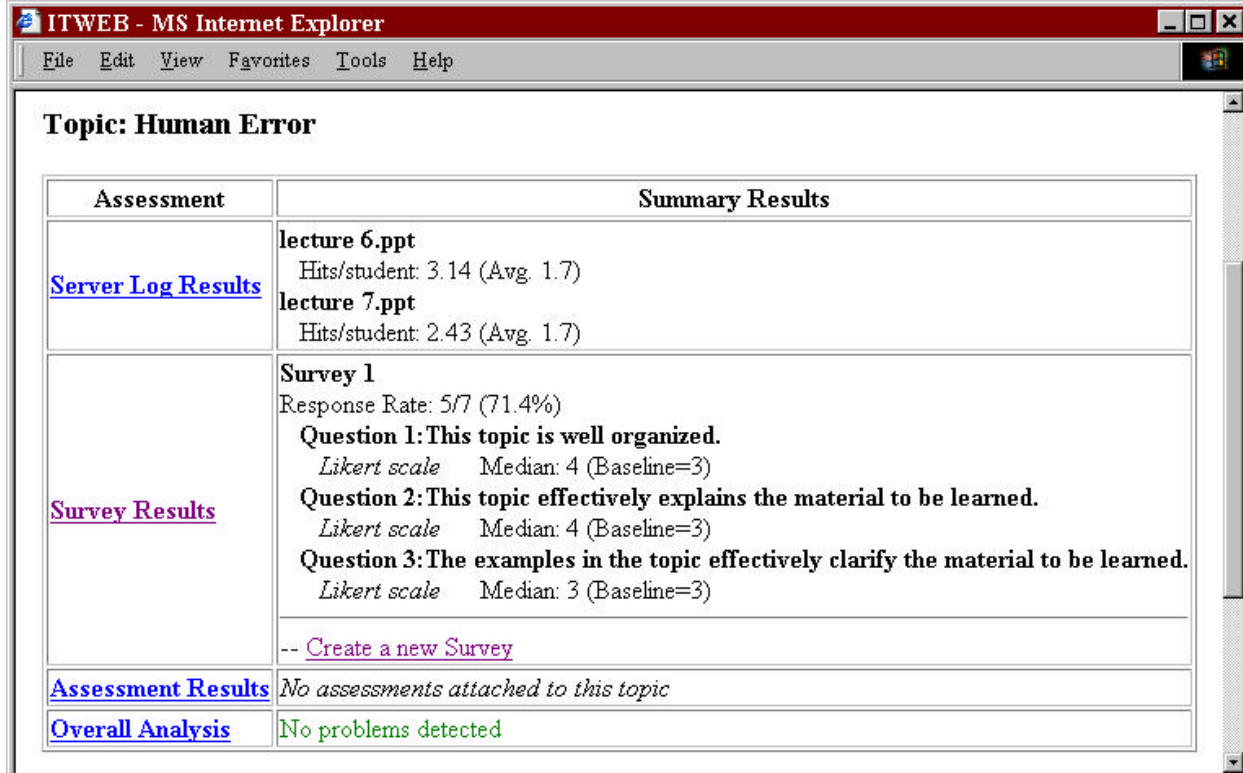 ITWEB - MS Internet Explorer
File Edit View Favorites Tools Help
Topic: Human Error
Assessment Summary Results
Server Log Results
lecture 6.ppt
Hits/student: 3.14 (Avg. 1.7)
lecture 7.ppt
Hits/student: 2.43 (Avg. 1.7)
Survey Results
Survey 1
Response Rate: 5/7 (71.4%)
Question 1:This topic is well organized.
Likert scale Median: 4 (Baseline=3)
Question 2:This topic effectively explains the material to be learned.
Likert scale Median: 4 (Baseline=3)
Question 3:The examples in the topic effectively clarify the material to be learned.
Likert scale Median: 3 (Baseline=3)
-- Create a new Survey
Assessment Results No assessments attached to this topic
Overall Analysis No problems detected